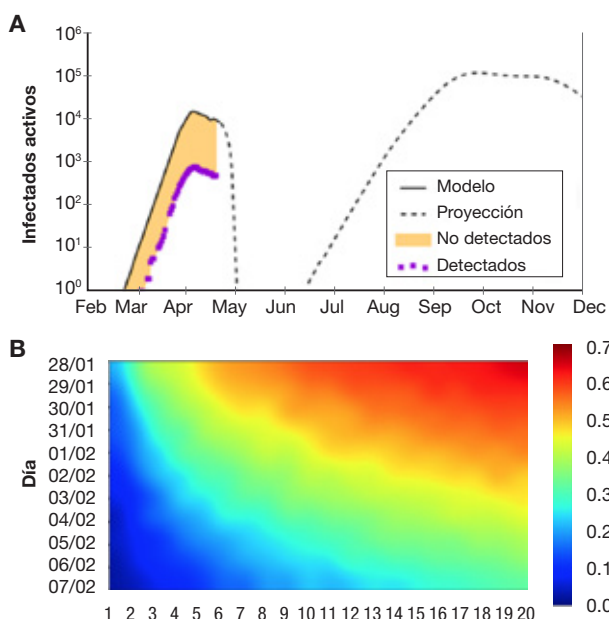 A
Infectados activos
10⁶
10⁵
10⁴
10³
10²
10¹
10⁰
Feb Mar Apr May Jun Jul Aug Sep Oct Nov Dec
Modelo
Proyección
No detectados
Detectados
B
Día
28/01
29/01
30/01
31/01
01/02
02/02
03/02
04/02
05/02
06/02
07/02
1 2 3 4 5 6 7 8 9 10 11 12 13 14 15 16 17 18 19 20
0.7
0.6
0.5
0.4
0.3
0.2
0.1
0.0